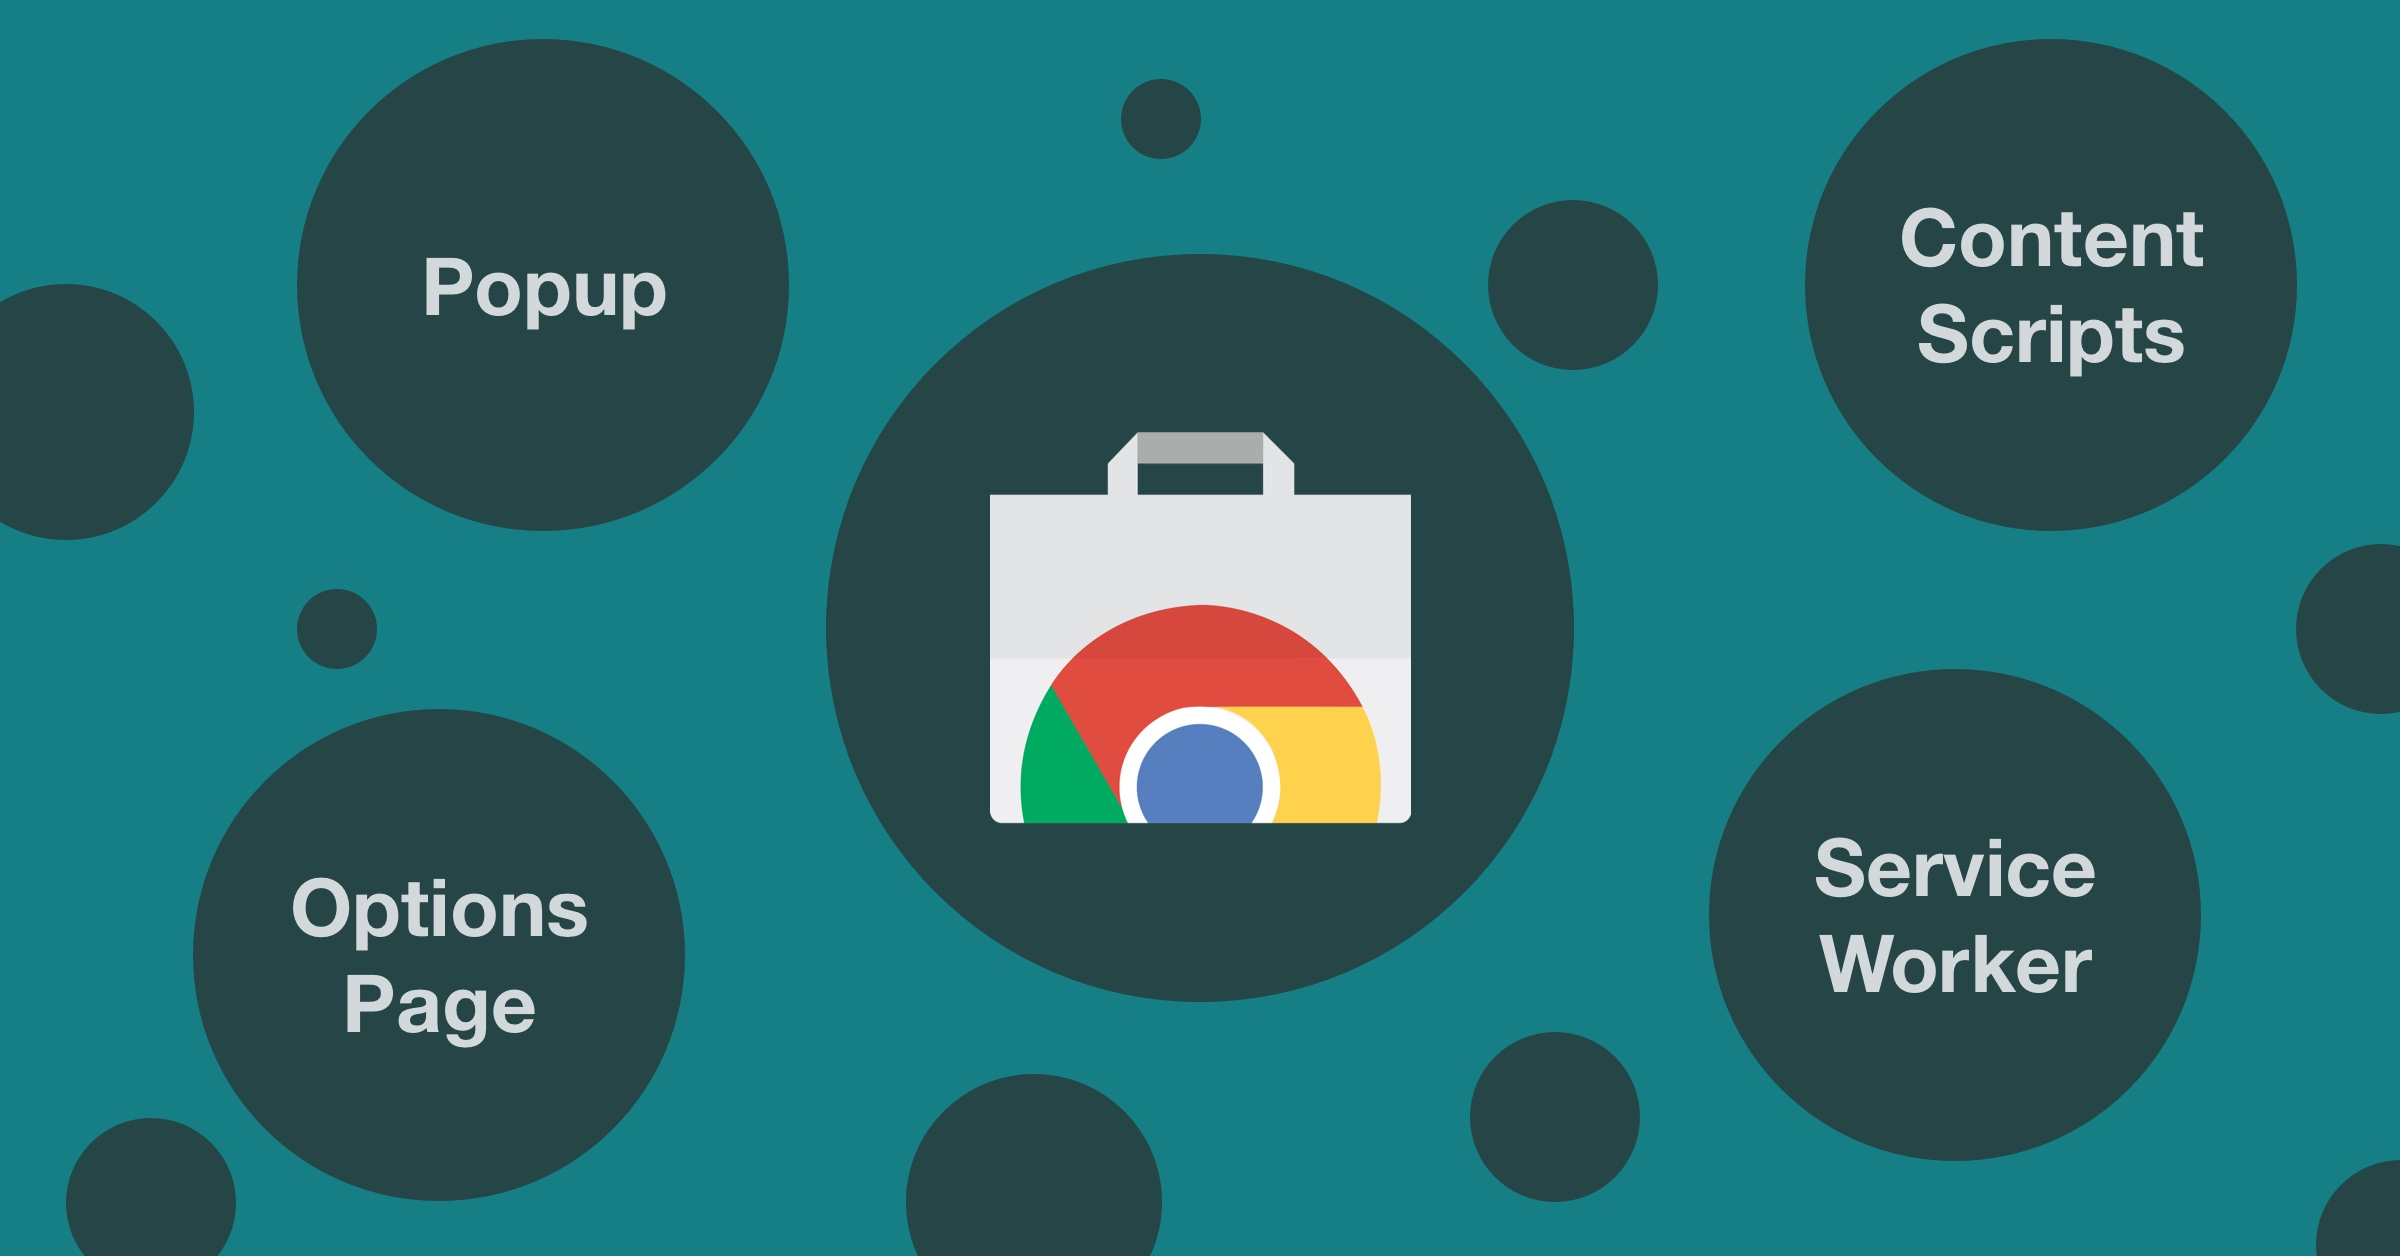 Popup
Content
Scripts
Options
Page
Service
Worker